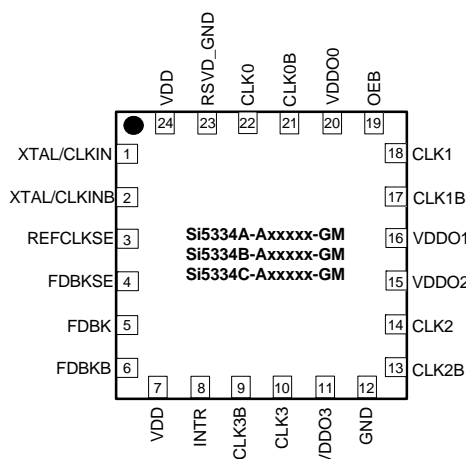 VDD
RSVD_GND
CLK0
CLK0B
VDDO0
OEB
24
23
22
21
20
19
XTAL/CLKIN
1
XTAL/CLKINB
2
REFCLKSE
3
FDBKSE
4
FDBK
5
FDBKB
6
Si5334A-Axxxxx-GM
Si5334B-Axxxxx-GM
Si5334C-Axxxxx-GM
18
CLK1
17
CLK1B
16
VDDO1
15
VDDO2
14
CLK2
13
CLK2B
7
8
9
10
11
12
VDD
INTR
CLK3B
CLK3
VDDO3
GND